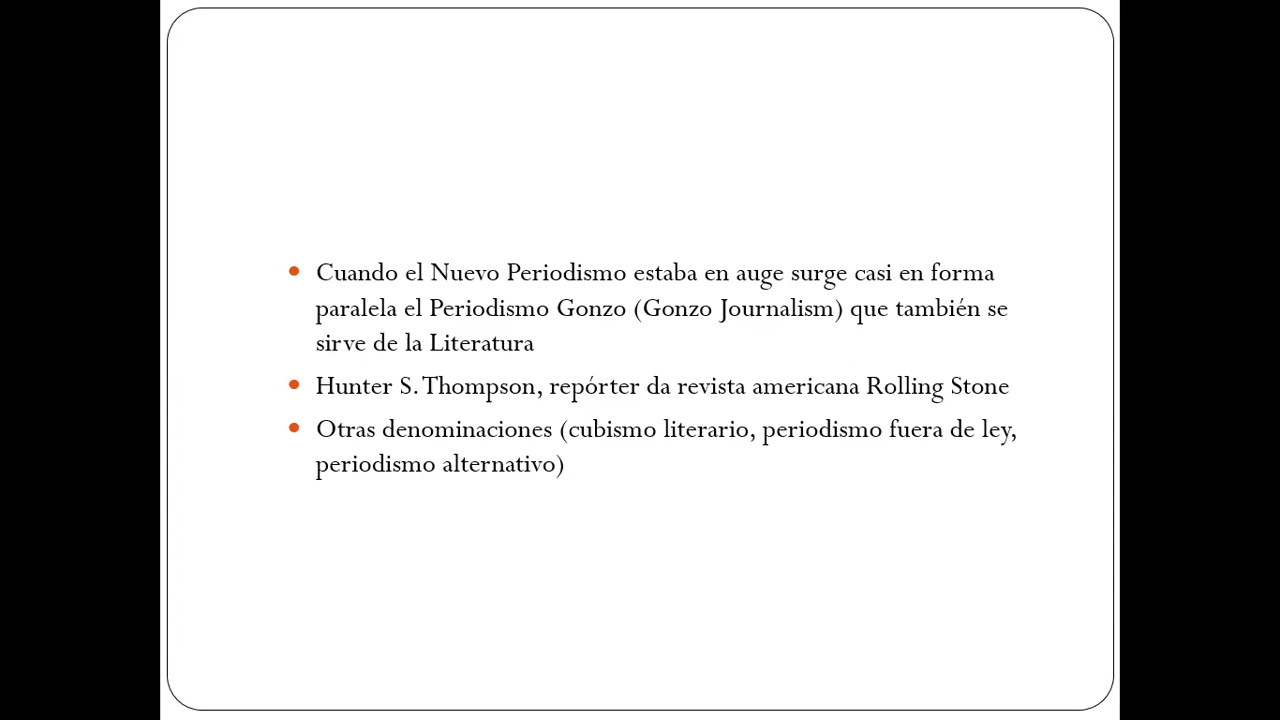 • Cuando el Nuevo Periodismo estaba en auge surge casi en forma
paralela el Periodismo Gonzo (Gonzo Journalism) que también se
sirve de la Literatura
• Hunter S. Thompson, repórter da revista americana Rolling Stone
• Otras denominaciones (cubismo literario, periodismo fuera de ley,
periodismo alternativo)